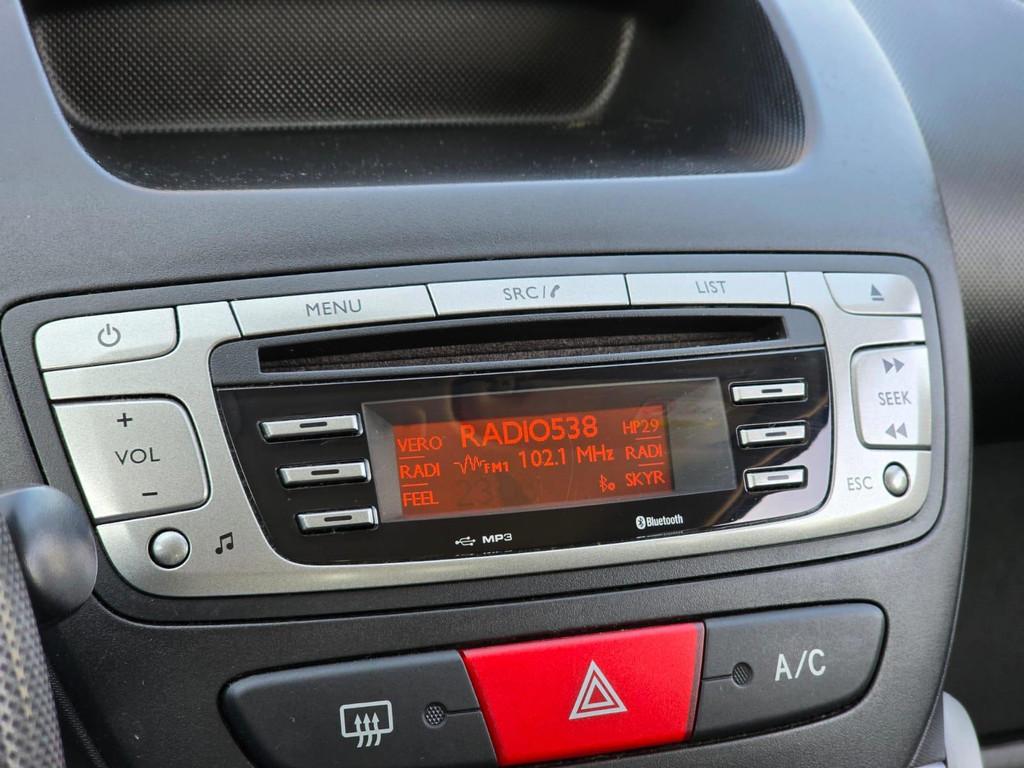 MENU
SRC/
LIST
+
VOL
-
SEEK
ESC
VERO RADIO538 HP29
RADI FM1 102.1 MHz RADI
FEEL SKYR
MP3
Bluetooth
A/C